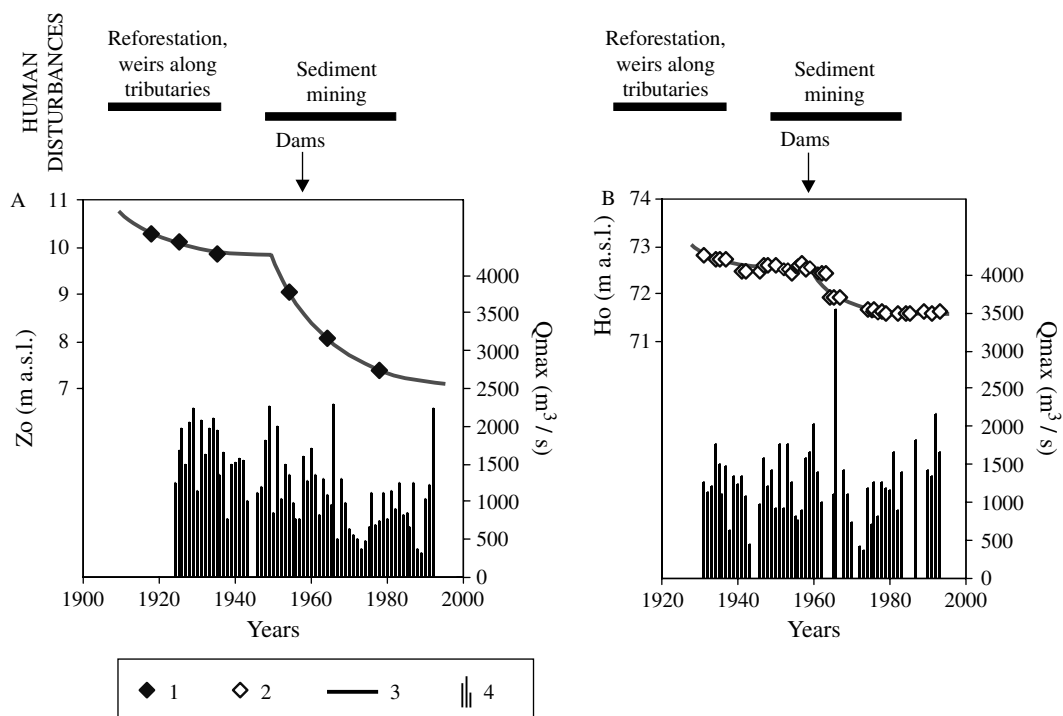 HUMAN
DISTURBANCES
Reforestation,
weirs along
tributaries
Sediment
mining
Dams
Reforestation,
weirs along
tributaries
Sediment
mining
Dams
A
11
10
9
8
7
Zo (m a.s.l.)
4000
3500
3000
2500
2000
1500
1000
500
0
Qmax (m³ / s)
1900 1920 1940 1960 1980 2000
Years
B
74
73
72
71
Ho (m a.s.l.)
4000
3500
3000
2500
2000
1500
1000
500
0
Qmax (m³ / s)
1920 1940 1960 1980 2000
Years
1 2 3 4